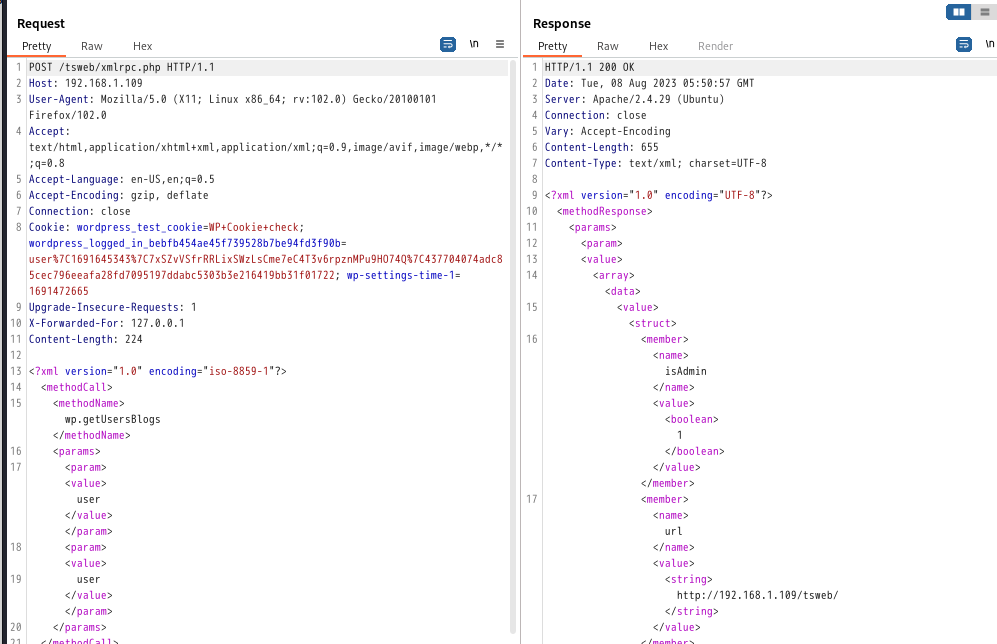 Request
Pretty Raw Hex
\n
1 POST /tsweb/xmlrpc.php HTTP/1.1
2 Host: 192.168.1.109
3 User-Agent: Mozilla/5.0 (X11; Linux x86_64; rv:102.0) Gecko/20100101
Firefox/102.0
4 Accept:
text/html,application/xhtml+xml,application/xml;q=0.9,image/avif,image/webp,*/*
;q=0.8
5 Accept-Language: en-US,en;q=0.5
6 Accept-Encoding: gzip, deflate
7 Connection: close
8 Cookie: wordpress_test_cookie=WP+Cookie+check;
wordpress_logged_in_bebfb454ae45f739528b7be94fd3f90b=
user%7C1691645343%7C7xSZvVSfrRRLixSWzLsCme7eC4T3v6rpznMPu9HO74Q%7C437704074adc8
5cec796eeafa28fd7095197ddabc5303b3e216419bb31f01722; wp-settings-time-1=
1691472665
9 Upgrade-Insecure-Requests: 1
10 X-Forwarded-For: 127.0.0.1
11 Content-Length: 224
12
13 <?xml version="1.0" encoding="iso-8859-1"?>
14 <methodCall>
15 <methodName>
wp.getUsersBlogs
</methodName>
16 <params>
17 <param>
<value>
user
</value>
</param>
18 <param>
<value>
19 user
</value>
</param>
20 </params>
21 </methodCall>
Response
Pretty Raw Hex Render
\n
1 HTTP/1.1 200 OK
2 Date: Tue, 08 Aug 2023 05:50:57 GMT
3 Server: Apache/2.4.29 (Ubuntu)
4 Connection: close
5 Vary: Accept-Encoding
6 Content-Length: 655
7 Content-Type: text/xml; charset=UTF-8
8
9 <?xml version="1.0" encoding="UTF-8"?>
10 <methodResponse>
11 <params>
12 <param>
13 <value>
14 <array>
<data>
15 <value>
<struct>
16 <member>
<name>
isAdmin
</name>
<value>
<boolean>
1
</boolean>
</value>
</member>
17 <member>
<name>
url
</name>
<value>
<string>
http://192.168.1.109/tsweb/
</string>
</value>
</member>